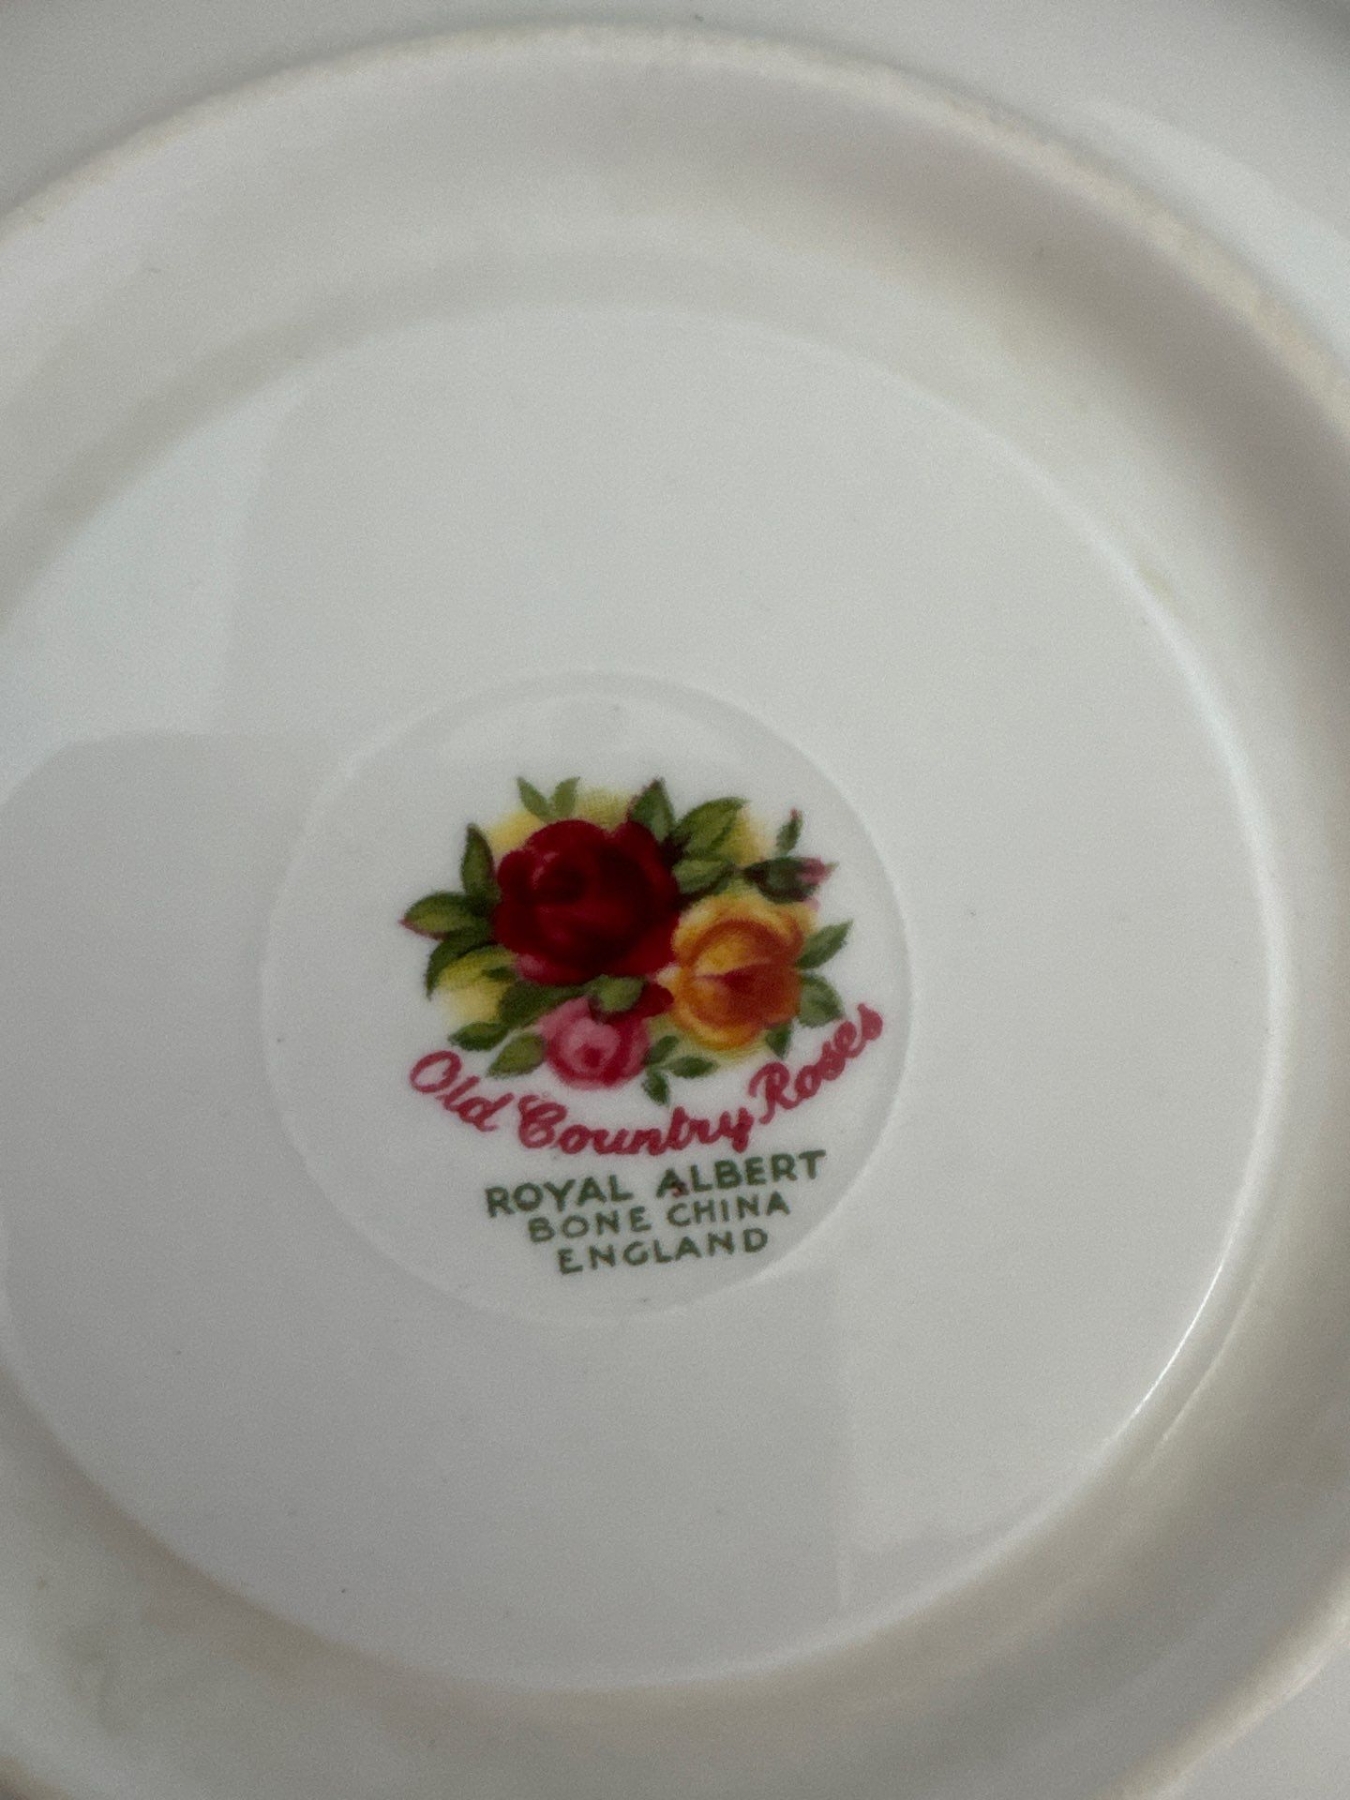 Old Country Roses
ROYAL ALBERT
BONE CHINA
ENGLAND